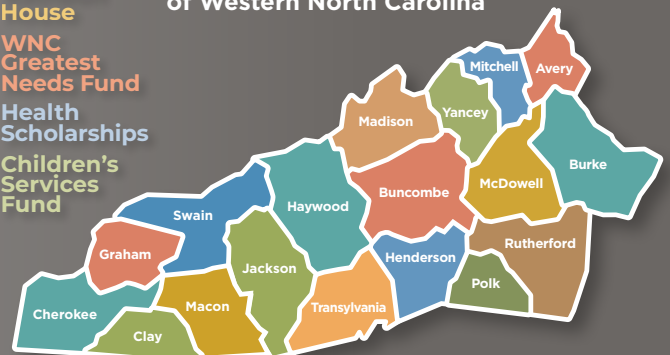 of Western North Carolina
House
WNC
Greatest
Needs Fund
Health
Scholarships
Children's
Services
Fund
Mitchell
Avery
Yancey
Madison
Burke
McDowell
Buncombe
Haywood
Swain
Rutherford
Graham
Henderson
Jackson
Polk
Macon
Transylvania
Cherokee
Clay